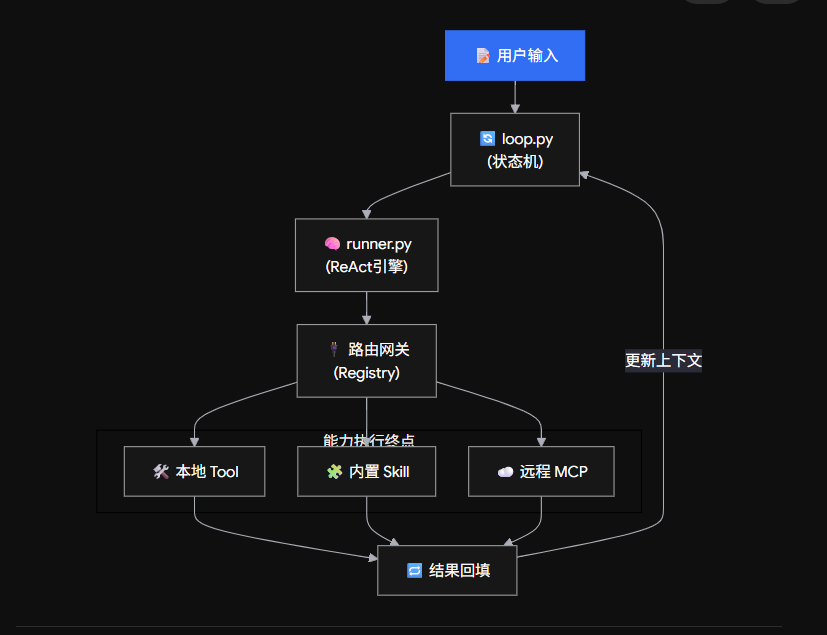 用户输入
loop.py
(状态机)
runner.py
(ReAct引擎)
路由网关
(Registry)
更新上下文
能力执行终点
本地 Tool
内置 Skill
远程 MCP
结果回填